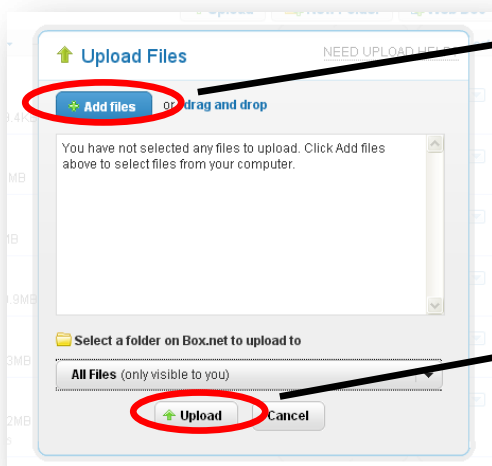 Upload Files
NEED UPLOAD HELP?
Add files or drag and drop
You have not selected any files to upload. Click Add files
above to select files from your computer.
Select a folder on Box.net to upload to
All Files (only visible to you)
Upload Cancel